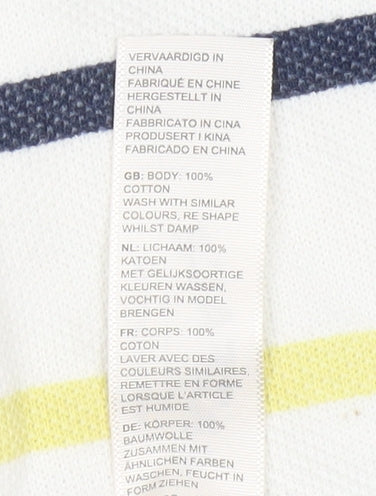 VERVAARDIGD IN
CHINA
FABRIQUÉ EN CHINE
HERGESTELLT IN
CHINA
FABBRICATO IN CINA
PRODUSERT I KINA
FABRICADO EN CHINA
GB: BODY: 100%
COTTON
WASH WITH SIMILAR
COLOURS, RE SHAPE
WHILST DAMP
NL: LICHAAM: 100%
KATOEN
MET GELIJKSOORTIGE
KLEUREN WASSEN,
VOCHTIG IN MODEL
BRENGEN
FR: CORPS: 100%
COTON
LAVER AVEC DES
COULEURS SIMILAIRES,
REMETTRE EN FORME
LORSQUE L'ARTICLE
EST HUMIDE
DE: KÖRPER: 100%
BAUMWOLLE
ZUSAMMEN MIT
ÄHNLICHEN FARBEN
WASCHEN, FEUCHT IN
FORM ZIEHEN